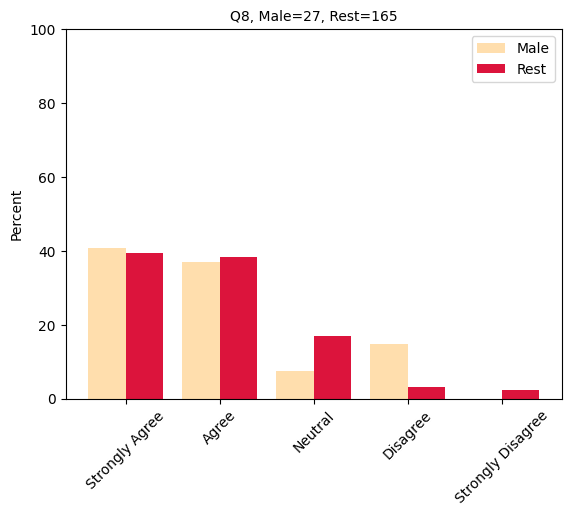 Q8, Male=27, Rest=165
Male
Rest
Percent
100
80
60
40
20
0
Strongly Agree
Agree
Neutral
Disagree
Strongly Disagree